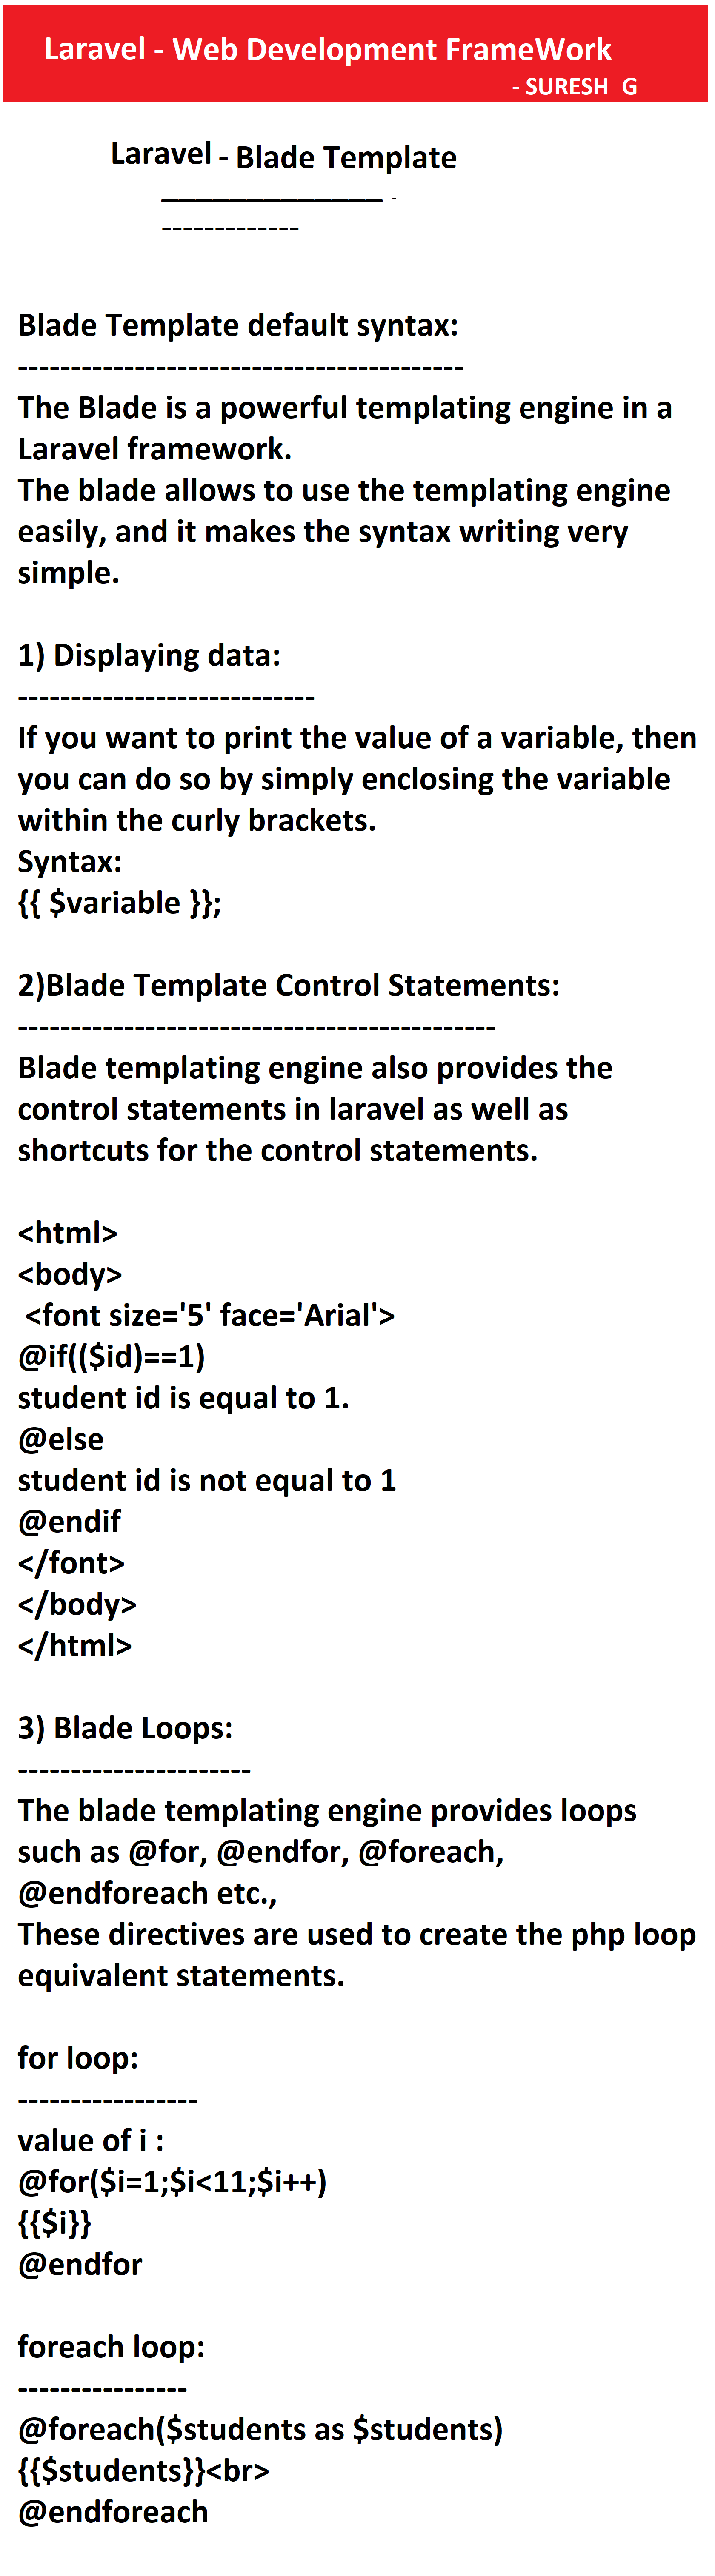 Laravel - Web Development FrameWork
- SURESH  G
Laravel - Blade Template
_____________ -
-------------
Blade Template default syntax:
------------------------------------------
The Blade is a powerful templating engine in a
Laravel framework.
The blade allows to use the templating engine
easily, and it makes the syntax writing very
simple.
1) Displaying data:
----------------------------
If you want to print the value of a variable, then
you can do so by simply enclosing the variable
within the curly brackets.
Syntax:
{{ $variable }};
2)Blade Template Control Statements:
---------------------------------------------
Blade templating engine also provides the
control statements in laravel as well as
shortcuts for the control statements.
<html>
<body>
 <font size='5' face='Arial'>
@if(($id)==1)
student id is equal to 1.
@else
student id is not equal to 1
@endif
</font>
</body>
</html>
3) Blade Loops:
----------------------
The blade templating engine provides loops
such as @for, @endfor, @foreach,
@endforeach etc.,
These directives are used to create the php loop
equivalent statements.
for loop:
-----------------
value of i :
@for($i=1;$i<11;$i++)
{{$i}}
@endfor
foreach loop:
----------------
@foreach($students as $students)
{{$students}}<br>
@endforeach